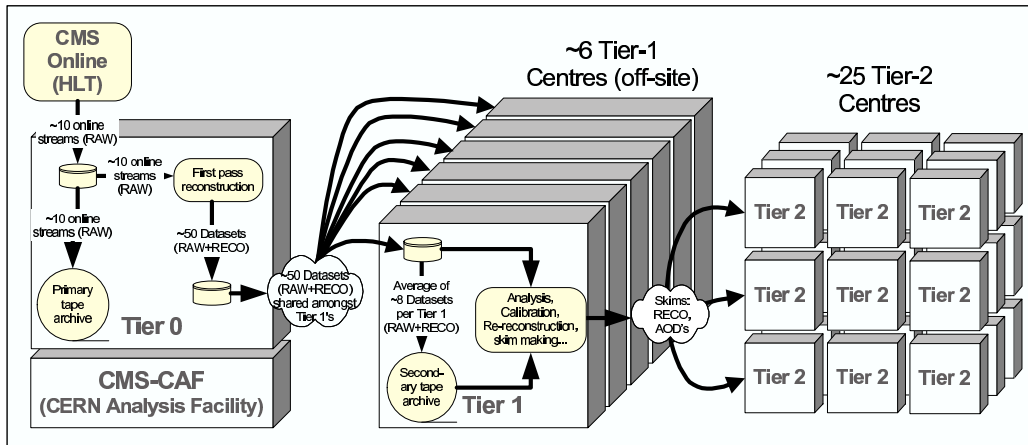 CMS
Online
(HLT)
~10 online
streams (RAW)
~10 online
streams
(RAW)
First pass
reconstruction
~10 online
streams (RAW)
~50 Datasets
(RAW+RECO)
Primary
tape
archive
Tier 0
CMS-CAF
(CERN Analysis Facility)
~50 Datasets
(RAW+RECO)
shared amongst
Tier 1's
~6 Tier-1
Centres (off-site)
Average of
~8 Datasets
per Tier 1
(RAW+RECO)
Analysis,
Calibration,
Re-reconstruction,
skim making...
Second-
ary tape
archive
Tier 1
Skims:
RECO,
AOD's
~25 Tier-2
Centres
Tier 2 Tier 2 Tier 2
Tier 2 Tier 2 Tier 2
Tier 2 Tier 2 Tier 2